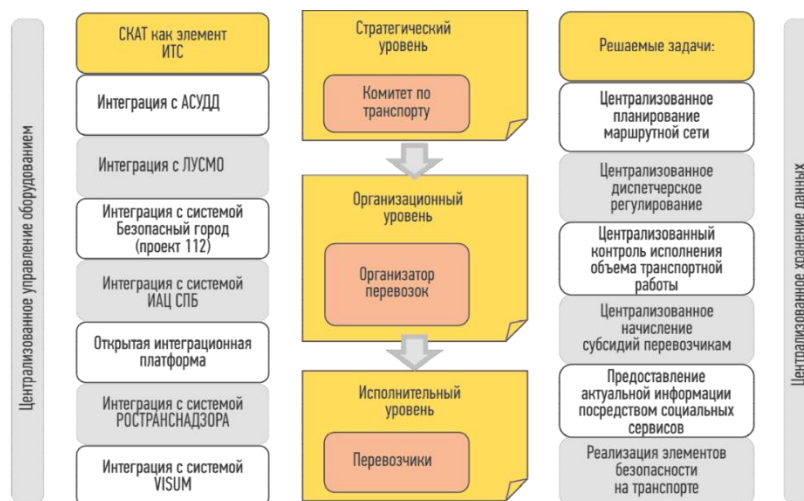 Централизованное управление оборудованием
СКАТ как элемент
ИТС
Интеграция с АСУДД
Интеграция с ЛУСМО
Интеграция с системой
Безопасный город
(проект 112)
Интеграция с системой
ИАЦ СПБ
Открытая интеграционная
платформа
Интеграция с системой
РОСТРАНСНАДЗОРА
Интеграция с системой
VISUM
Стратегический
уровень
Комитет по
транспорту
Организационный
уровень
Организатор
перевозок
Исполнительный
уровень
Перевозчики
Решаемые задачи:
Централизованное
планирование
маршрутной сети
Централизованное
диспетчерское
регулирование
Централизованный
контроль исполнения
объема транспортной
работы
Централизованное
начисление
субсидий перевозчикам
Предоставление
актуальной информации
посредством социальных
сервисов
Реализация элементов
безопасности
на транспорте
Централизованное хранение данных